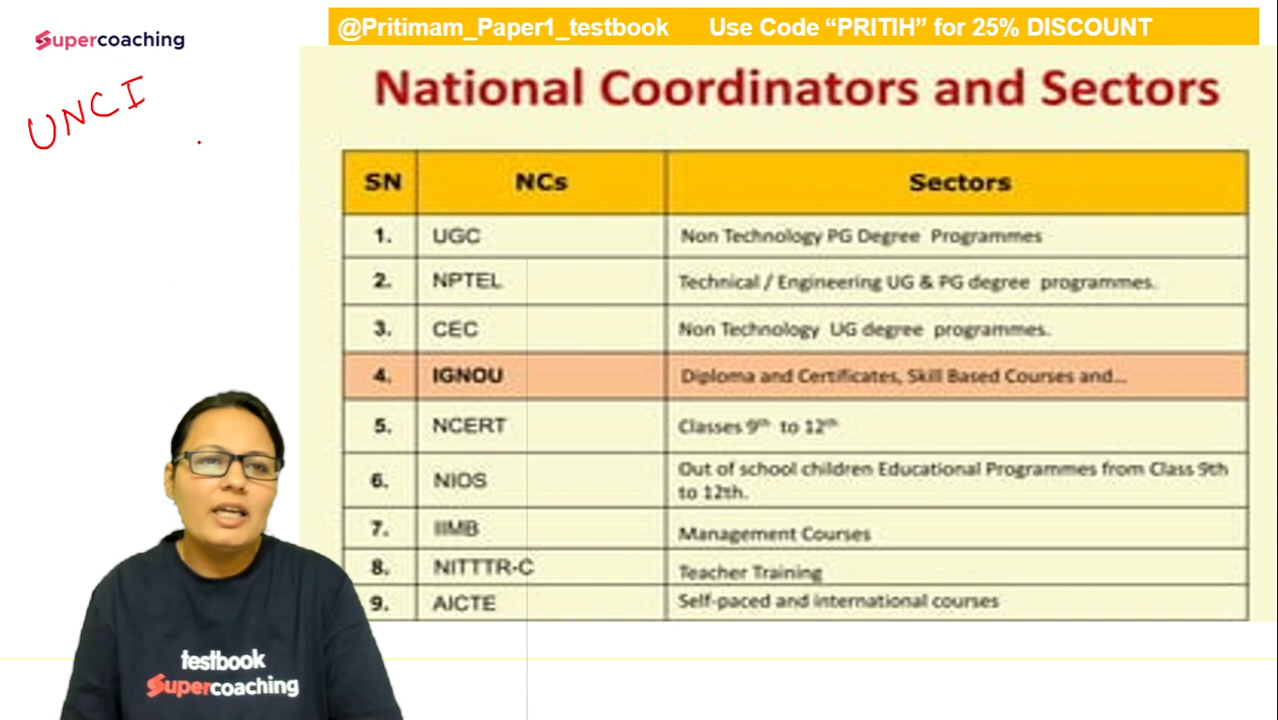 @Pritimam_Paper1_testbook Use Code “PRITIH” for 25% DISCOUNT
Supercoaching
UNCI
National Coordinators and Sectors
SN NCs Sectors
1. UGC Non Technology PG Degree Programmes
2. NPTEL Technical / Engineering UG & PG degree programmes.
3. CEC Non Technology UG degree programmes.
4. IGNOU Diploma and Certificates, Skill Based Courses and...
5. NCERT Classes 9th to 12th
6. NIOS Out of school children Educational Programmes from Class 9th
to 12th.
7. IIMB Management Courses
8. NITTTR-C Teacher Training
9. AICTE Self-paced and international courses
testbook
Supercoaching